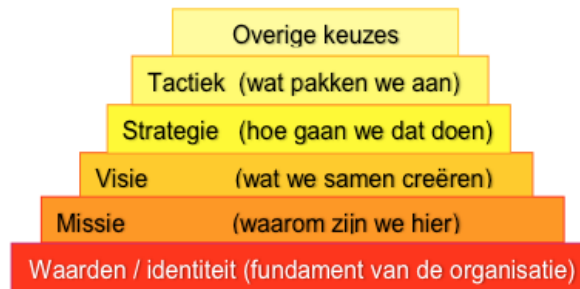 Overige keuzes
Tactiek (wat pakken we aan)
Strategie (hoe gaan we dat doen)
Visie (wat we samen creëren)
Missie (waarom zijn we hier)
Waarden / identiteit (fundament van de organisatie)